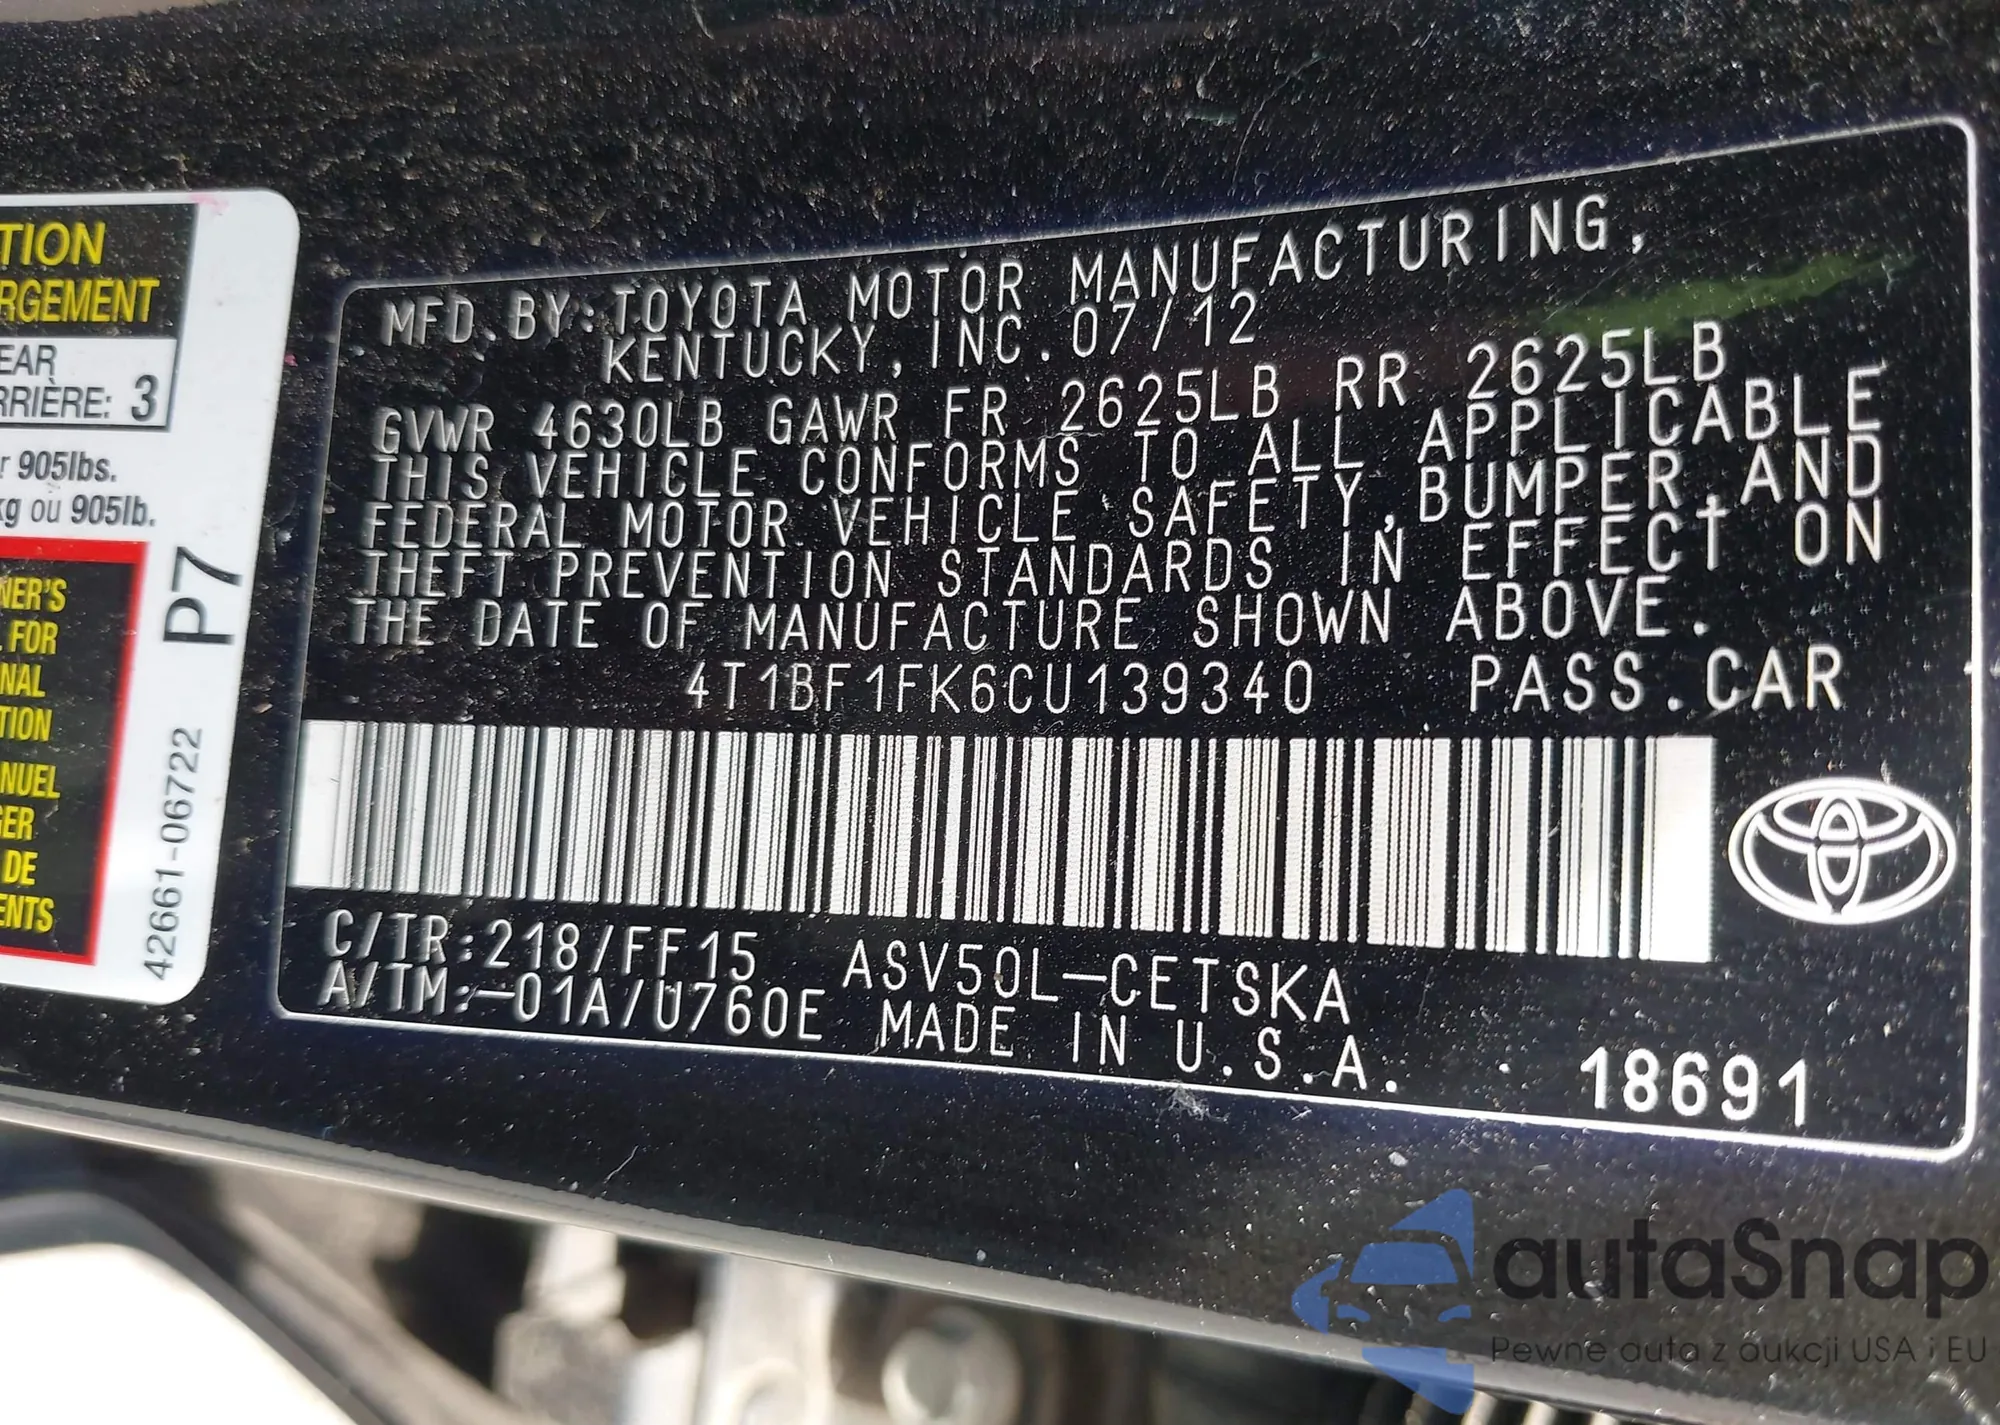 TION
RGEMENT
EAR
RRIÈRE: 3
r 905lbs.
kg ou 905lb.
NER'S
L FOR
NAL
TION
NUEL
GER
DE
ENTS
P7
42661-06722
MFD.BY:TOYOTA MOTOR MANUFACTURING,
KENTUCKY,INC.07/12
GVWR 4630LB GAWR FR 2625LB RR 2625LB
THIS VEHICLE CONFORMS TO ALL APPLICABLE
FEDERAL MOTOR VEHICLE SAFETY,BUMPER,AND
THEFT PREVENTION STANDARDS IN EFFECT ON
THE DATE OF MANUFACTURE SHOWN ABOVE.
4T1BF1FK6CU139340 PASS.CAR
C/TR:218/FF15 ASV50L-CETSKA
A/TM:-01A/U760E MADE IN U.S.A.
18691
autaSnap
Pewne auta z aukcji USA i EU